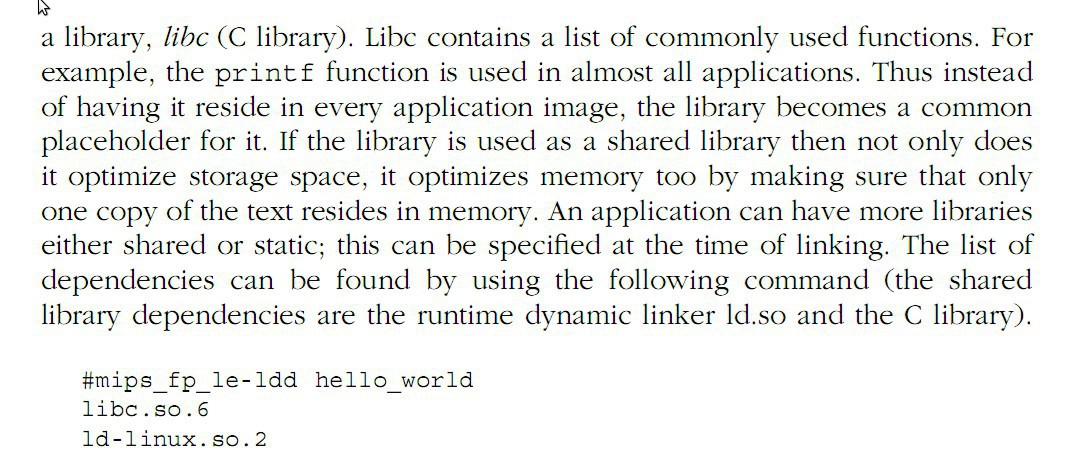 a library, libc (C library). Libc contains a list of commonly used functions. For
example, the printf function is used in almost all applications. Thus instead
of having it reside in every application image, the library becomes a common
placeholder for it. If the library is used as a shared library then not only does
it optimize storage space, it optimizes memory too by making sure that only
one copy of the text resides in memory. An application can have more libraries
either shared or static; this can be specified at the time of linking. The list of
dependencies can be found by using the following command (the shared
library dependencies are the runtime dynamic linker ld.so and the C library).
#mips_fp_le-ldd hello_world
libc.so.6
ld-linux.so.2